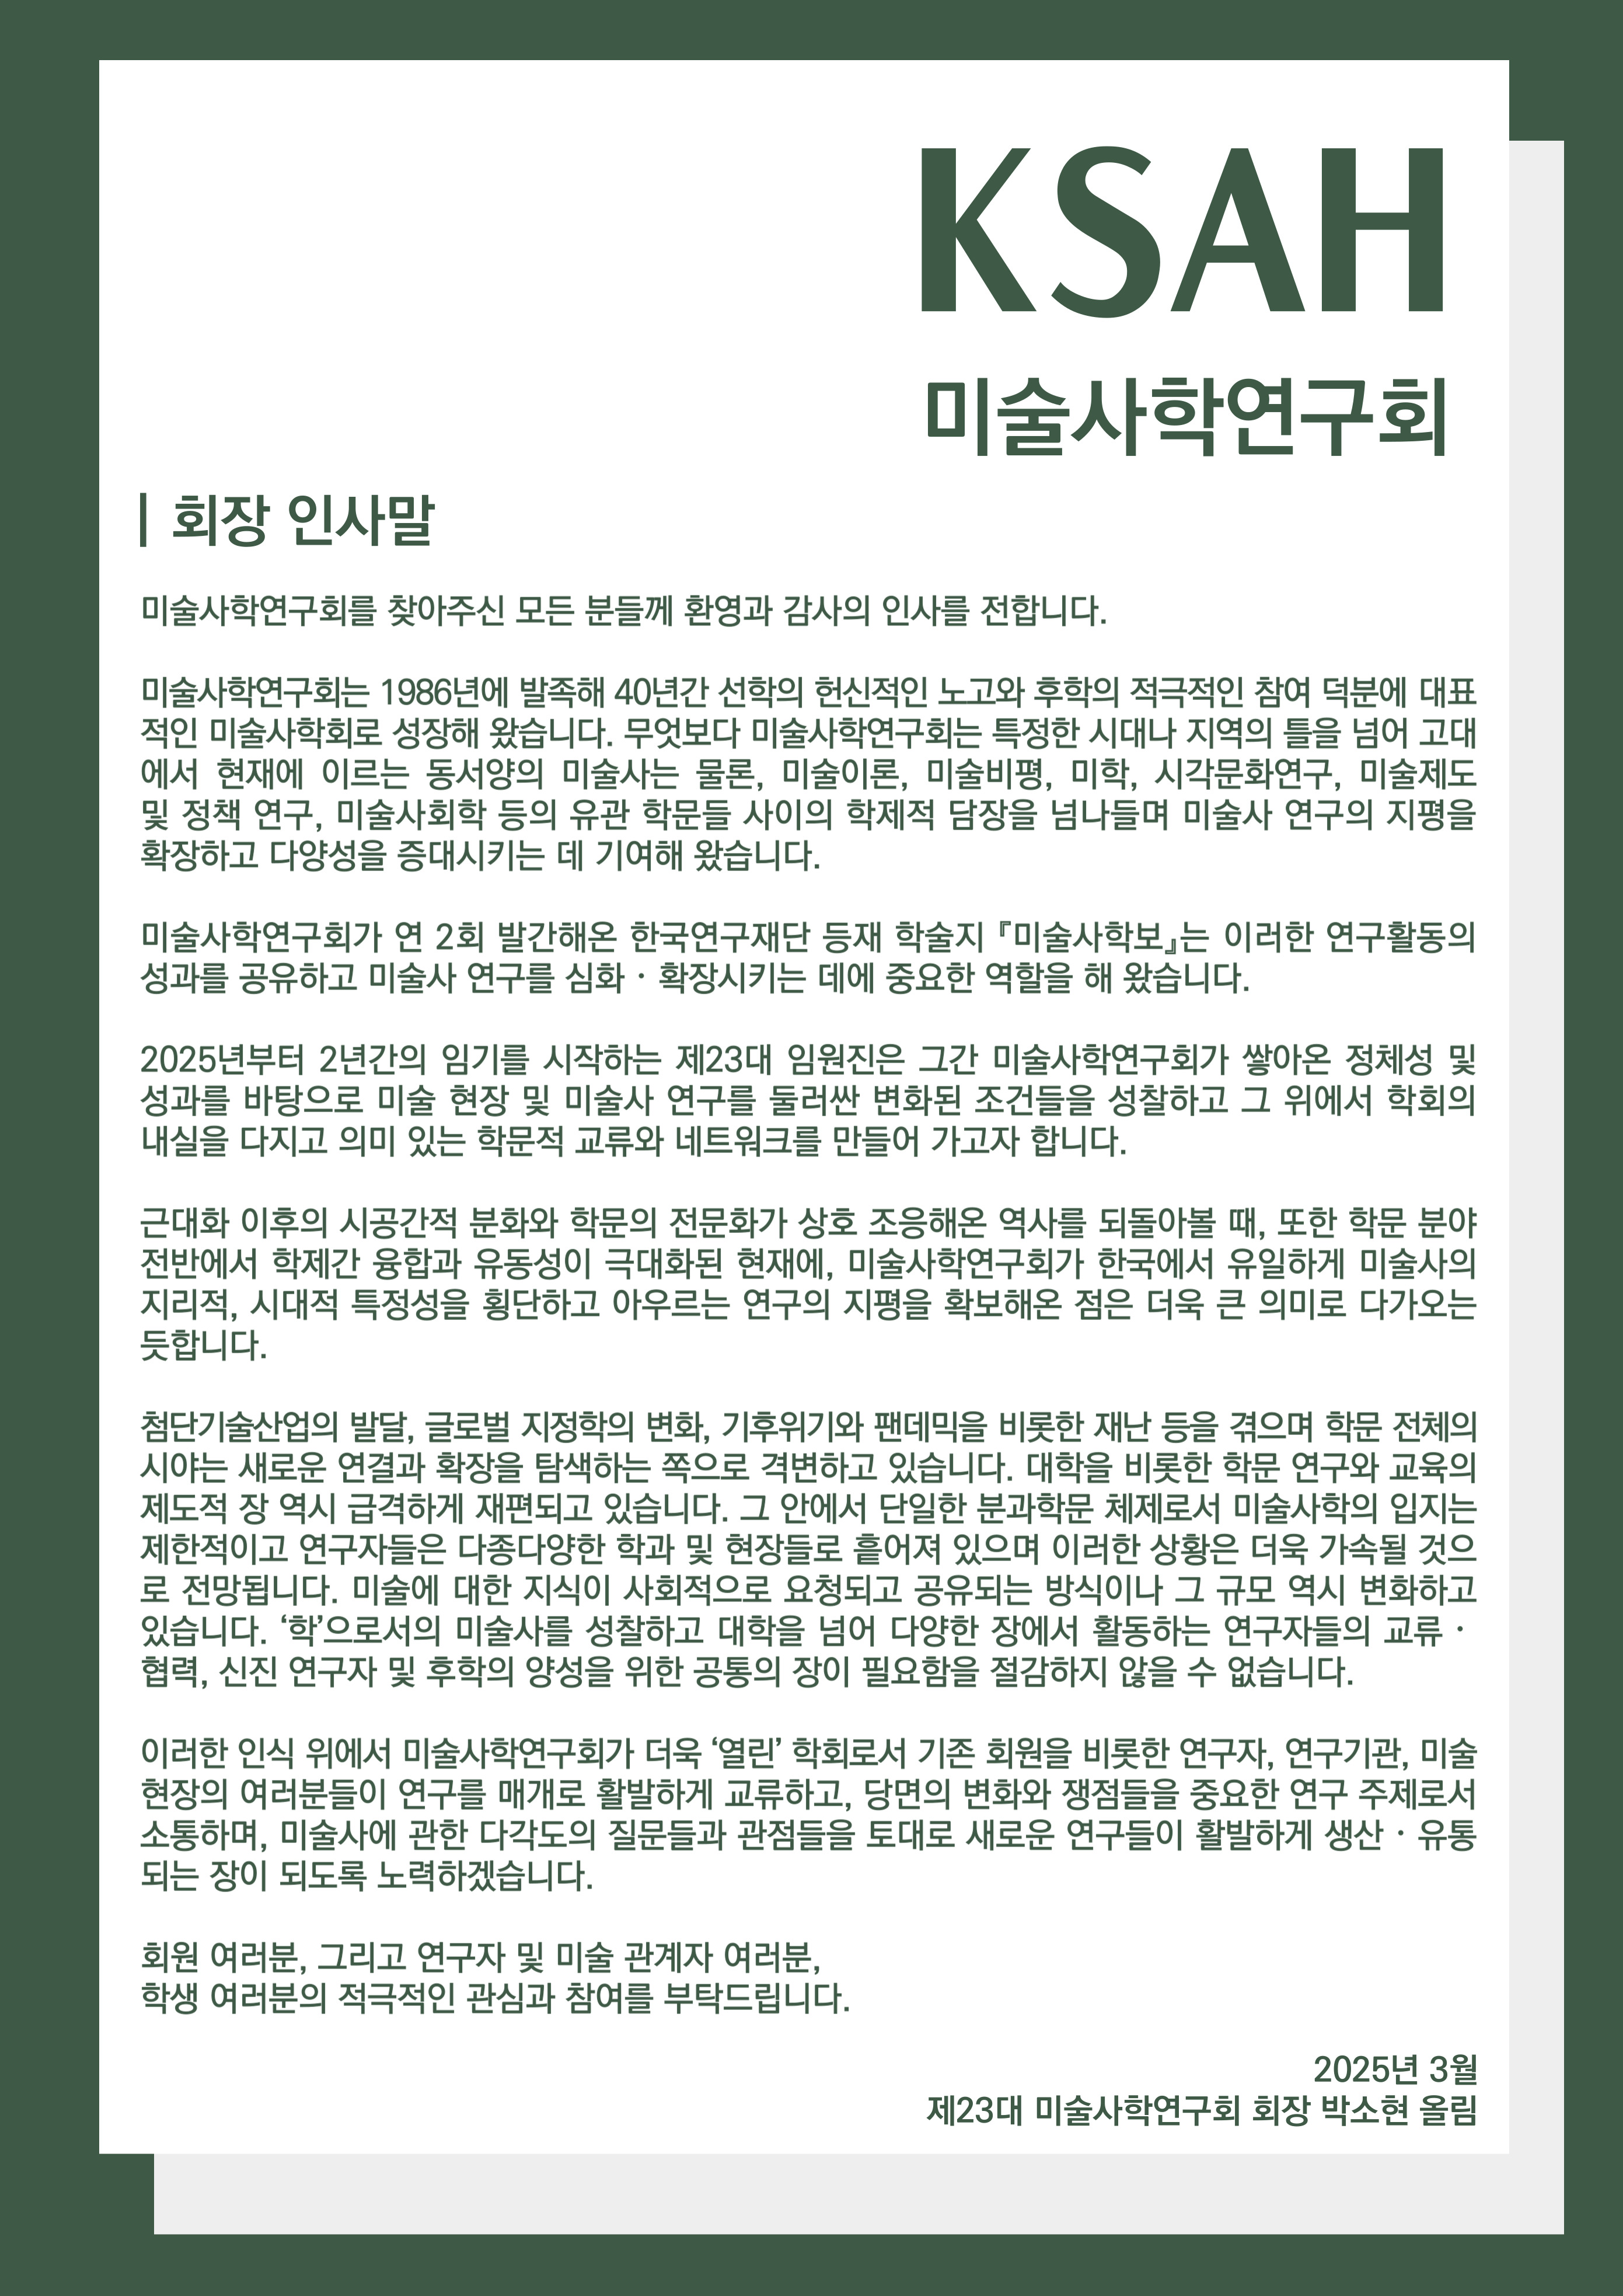 KSAH
미술사학연구회
회장 인사말
미술사학연구회를 찾아주신 모든 분들께 환영과 감사의 인사를 전합니다.
미술사학연구회는 1986년에 발족해 40년간 선학의 헌신적인 노고와 후학의 적극적인 참여 덕분에 대표
적인 미술사학회로 성장해 왔습니다. 무엇보다 미술사학연구회는 특정한 시대나 지역의 틀을 넘어 고대
에서 현재에 이르는 동서양의 미술사는 물론, 미술이론, 미술비평, 미학, 시각문화연구, 미술제도
및 정책 연구, 미술사회학 등의 유관 학문들 사이의 학제적 담장을 넘나들며 미술사 연구의 지평을
확장하고 다양성을 증대시키는 데 기여해 왔습니다.
미술사학연구회가 연 2회 발간해온 한국연구재단 등재 학술지 『미술사학보』는 이러한 연구활동의
성과를 공유하고 미술사 연구를 심화 · 확장시키는 데에 중요한 역할을 해 왔습니다.
2025년부터 2년간의 임기를 시작하는 제23대 임원진은 그간 미술사학연구회가 쌓아온 정체성 및
성과를 바탕으로 미술 현장 및 미술사 연구를 둘러싼 변화된 조건들을 성찰하고 그 위에서 학회의
내실을 다지고 의미 있는 학문적 교류와 네트워크를 만들어 가고자 합니다.
근대화 이후의 시공간적 분화와 학문의 전문화가 상호 조응해온 역사를 되돌아볼 때, 또한 학문 분야
전반에서 학제간 융합과 유동성이 극대화된 현재에, 미술사학연구회가 한국에서 유일하게 미술사의
지리적, 시대적 특정성을 횡단하고 아우르는 연구의 지평을 확보해온 점은 더욱 큰 의미로 다가오는
듯합니다.
첨단기술산업의 발달, 글로벌 지정학의 변화, 기후위기와 팬데믹을 비롯한 재난 등을 겪으며 학문 전체의
시야는 새로운 연결과 확장을 탐색하는 쪽으로 격변하고 있습니다. 대학을 비롯한 학문 연구와 교육의
제도적 장 역시 급격하게 재편되고 있습니다. 그 안에서 단일한 분과학문 체제로서 미술사학의 입지는
제한적이고 연구자들은 다종다양한 학과 및 현장들로 흩어져 있으며 이러한 상황은 더욱 가속될 것으
로 전망됩니다. 미술에 대한 지식이 사회적으로 요청되고 공유되는 방식이나 그 규모 역시 변화하고
있습니다. ‘학’으로서의 미술사를 성찰하고 대학을 넘어 다양한 장에서 활동하는 연구자들의 교류 ·
협력, 신진 연구자 및 후학의 양성을 위한 공통의 장이 필요함을 절감하지 않을 수 없습니다.
이러한 인식 위에서 미술사학연구회가 더욱 ‘열린’ 학회로서 기존 회원을 비롯한 연구자, 연구기관, 미술
현장의 여러분들이 연구를 매개로 활발하게 교류하고, 당면의 변화와 쟁점들을 중요한 연구 주제로서
소통하며, 미술사에 관한 다각도의 질문들과 관점들을 토대로 새로운 연구들이 활발하게 생산 · 유통
되는 장이 되도록 노력하겠습니다.
회원 여러분, 그리고 연구자 및 미술 관계자 여러분,
학생 여러분의 적극적인 관심과 참여를 부탁드립니다.
2025년 3월
제23대 미술사학연구회 회장 박소현 올림